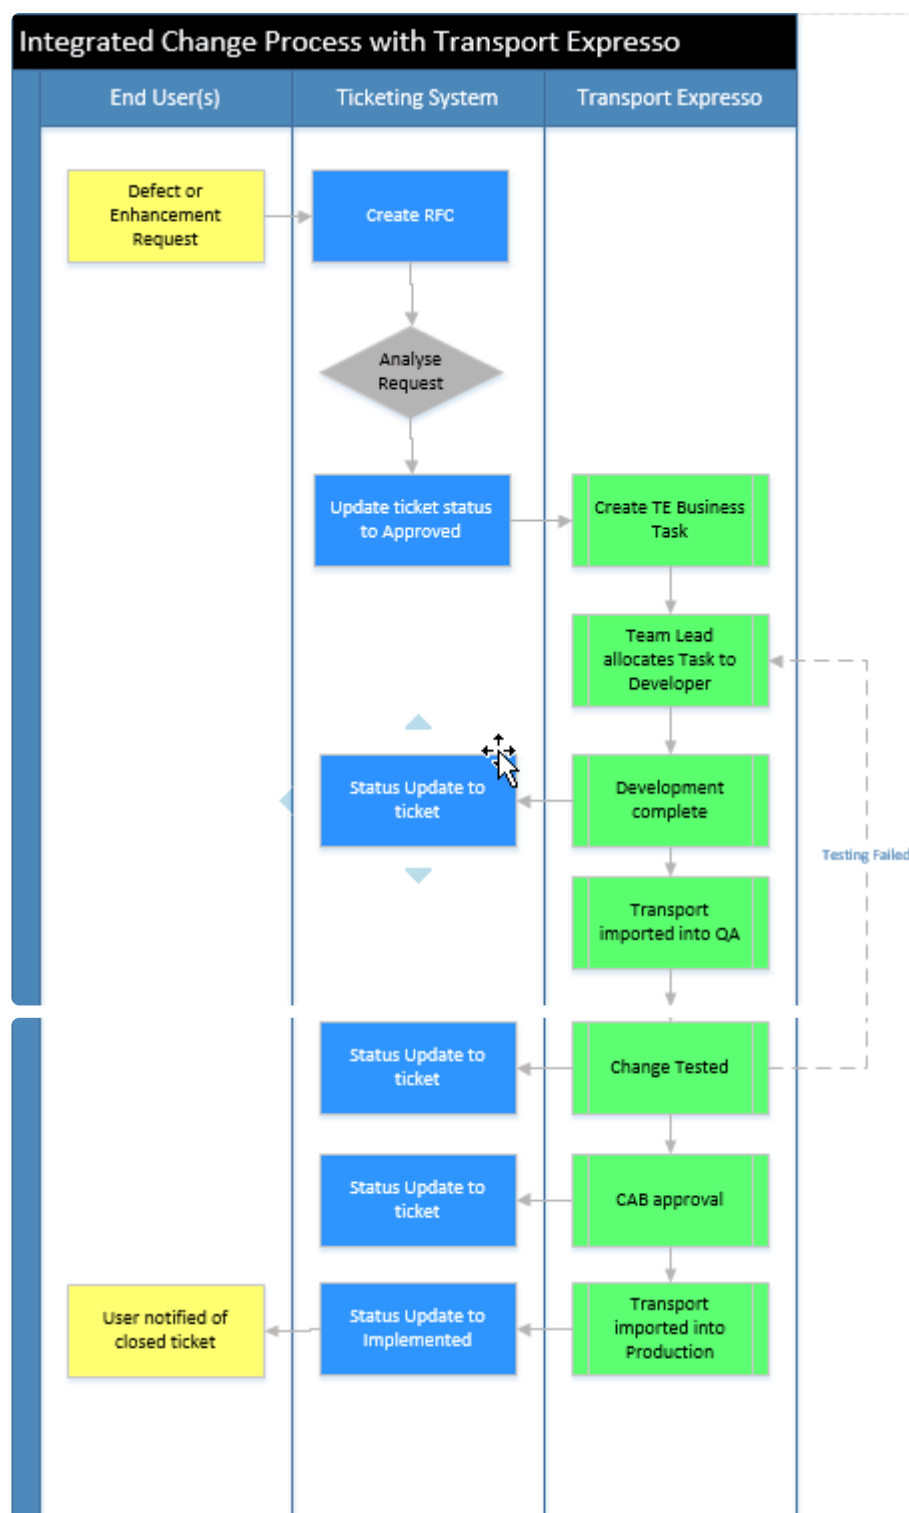 Integrated Change Process with Transport Expresso
End User(s)
Ticketing System
Transport Expresso
Defect or
Enhancement
Request
Create RFC
Analyse
Request
Update ticket status
to Approved
Create TE Business
Task
Team Lead
allocates Task to
Developer
Status Update to
ticket
Development
complete
Testing Failed
Transport
imported into QA
Status Update to
ticket
Change Tested
Status Update to
ticket
CAB approval
User notified of
closed ticket
Status Update to
Implemented
Transport
imported into
Production